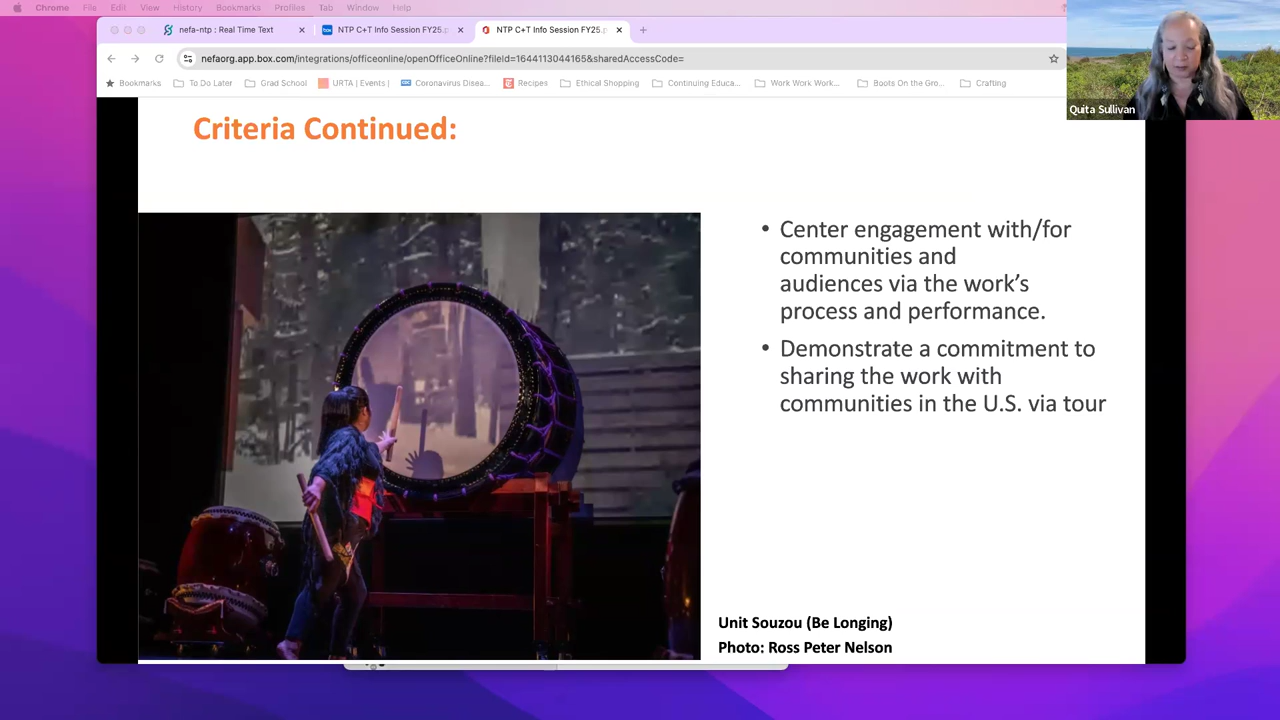 Chrome File Edit View History Bookmarks Profiles Tab Window Help
nefa-ntp : Real Time Text
NTP C+T Info Session FY25.p
NTP C+T Info Session FY25.p
nefaorg.app.box.com/integrations/officeonline/openOfficeOnline?fileId=1644113044165&sharedAccessCode=
Bookmarks To Do Later Grad School URTA | Events | Coronavirus Disea... Recipes Ethical Shopping Continuing Educa... Work Work Work... Boots On the Gro... Crafting
Quita Sullivan
Criteria Continued:
• Center engagement with/for
communities and
audiences via the work’s
process and performance.
• Demonstrate a commitment to
sharing the work with
communities in the U.S. via tour
Unit Souzou (Be Longing)
Photo: Ross Peter Nelson